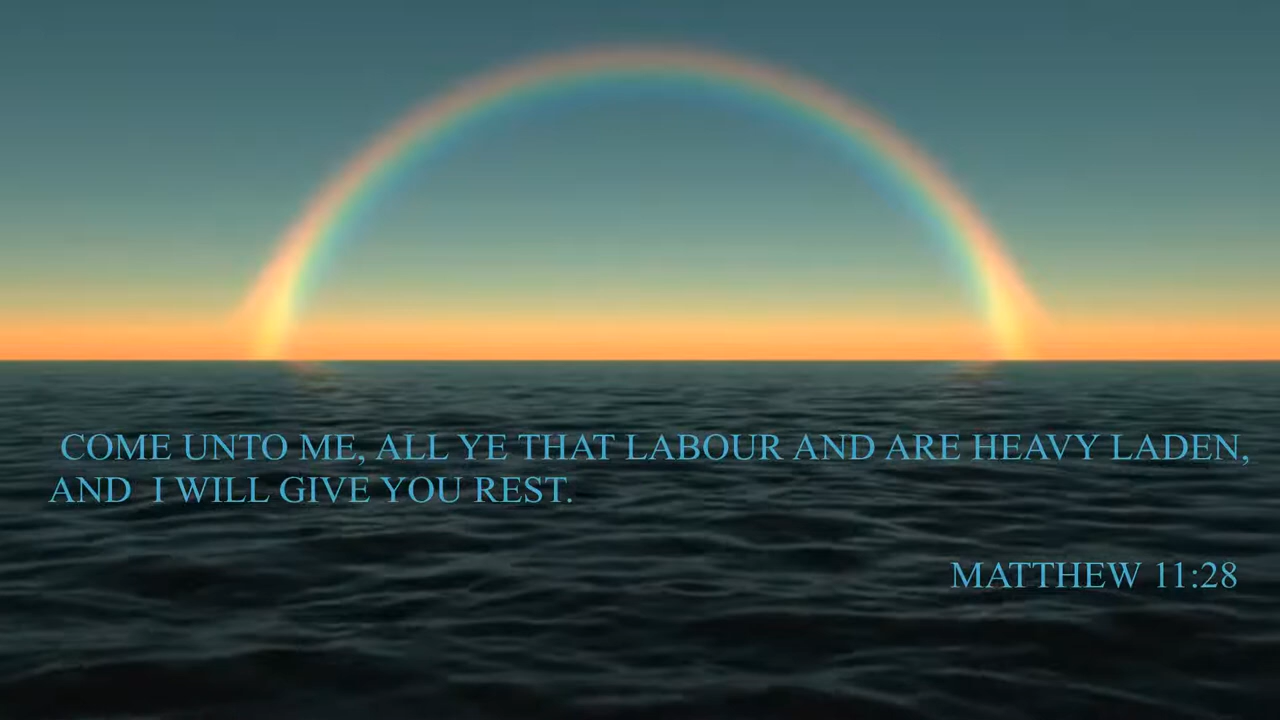 COME UNTO ME, ALL YE THAT LABOUR AND ARE HEAVY LADEN,
AND  I WILL GIVE YOU REST.
MATTHEW 11:28